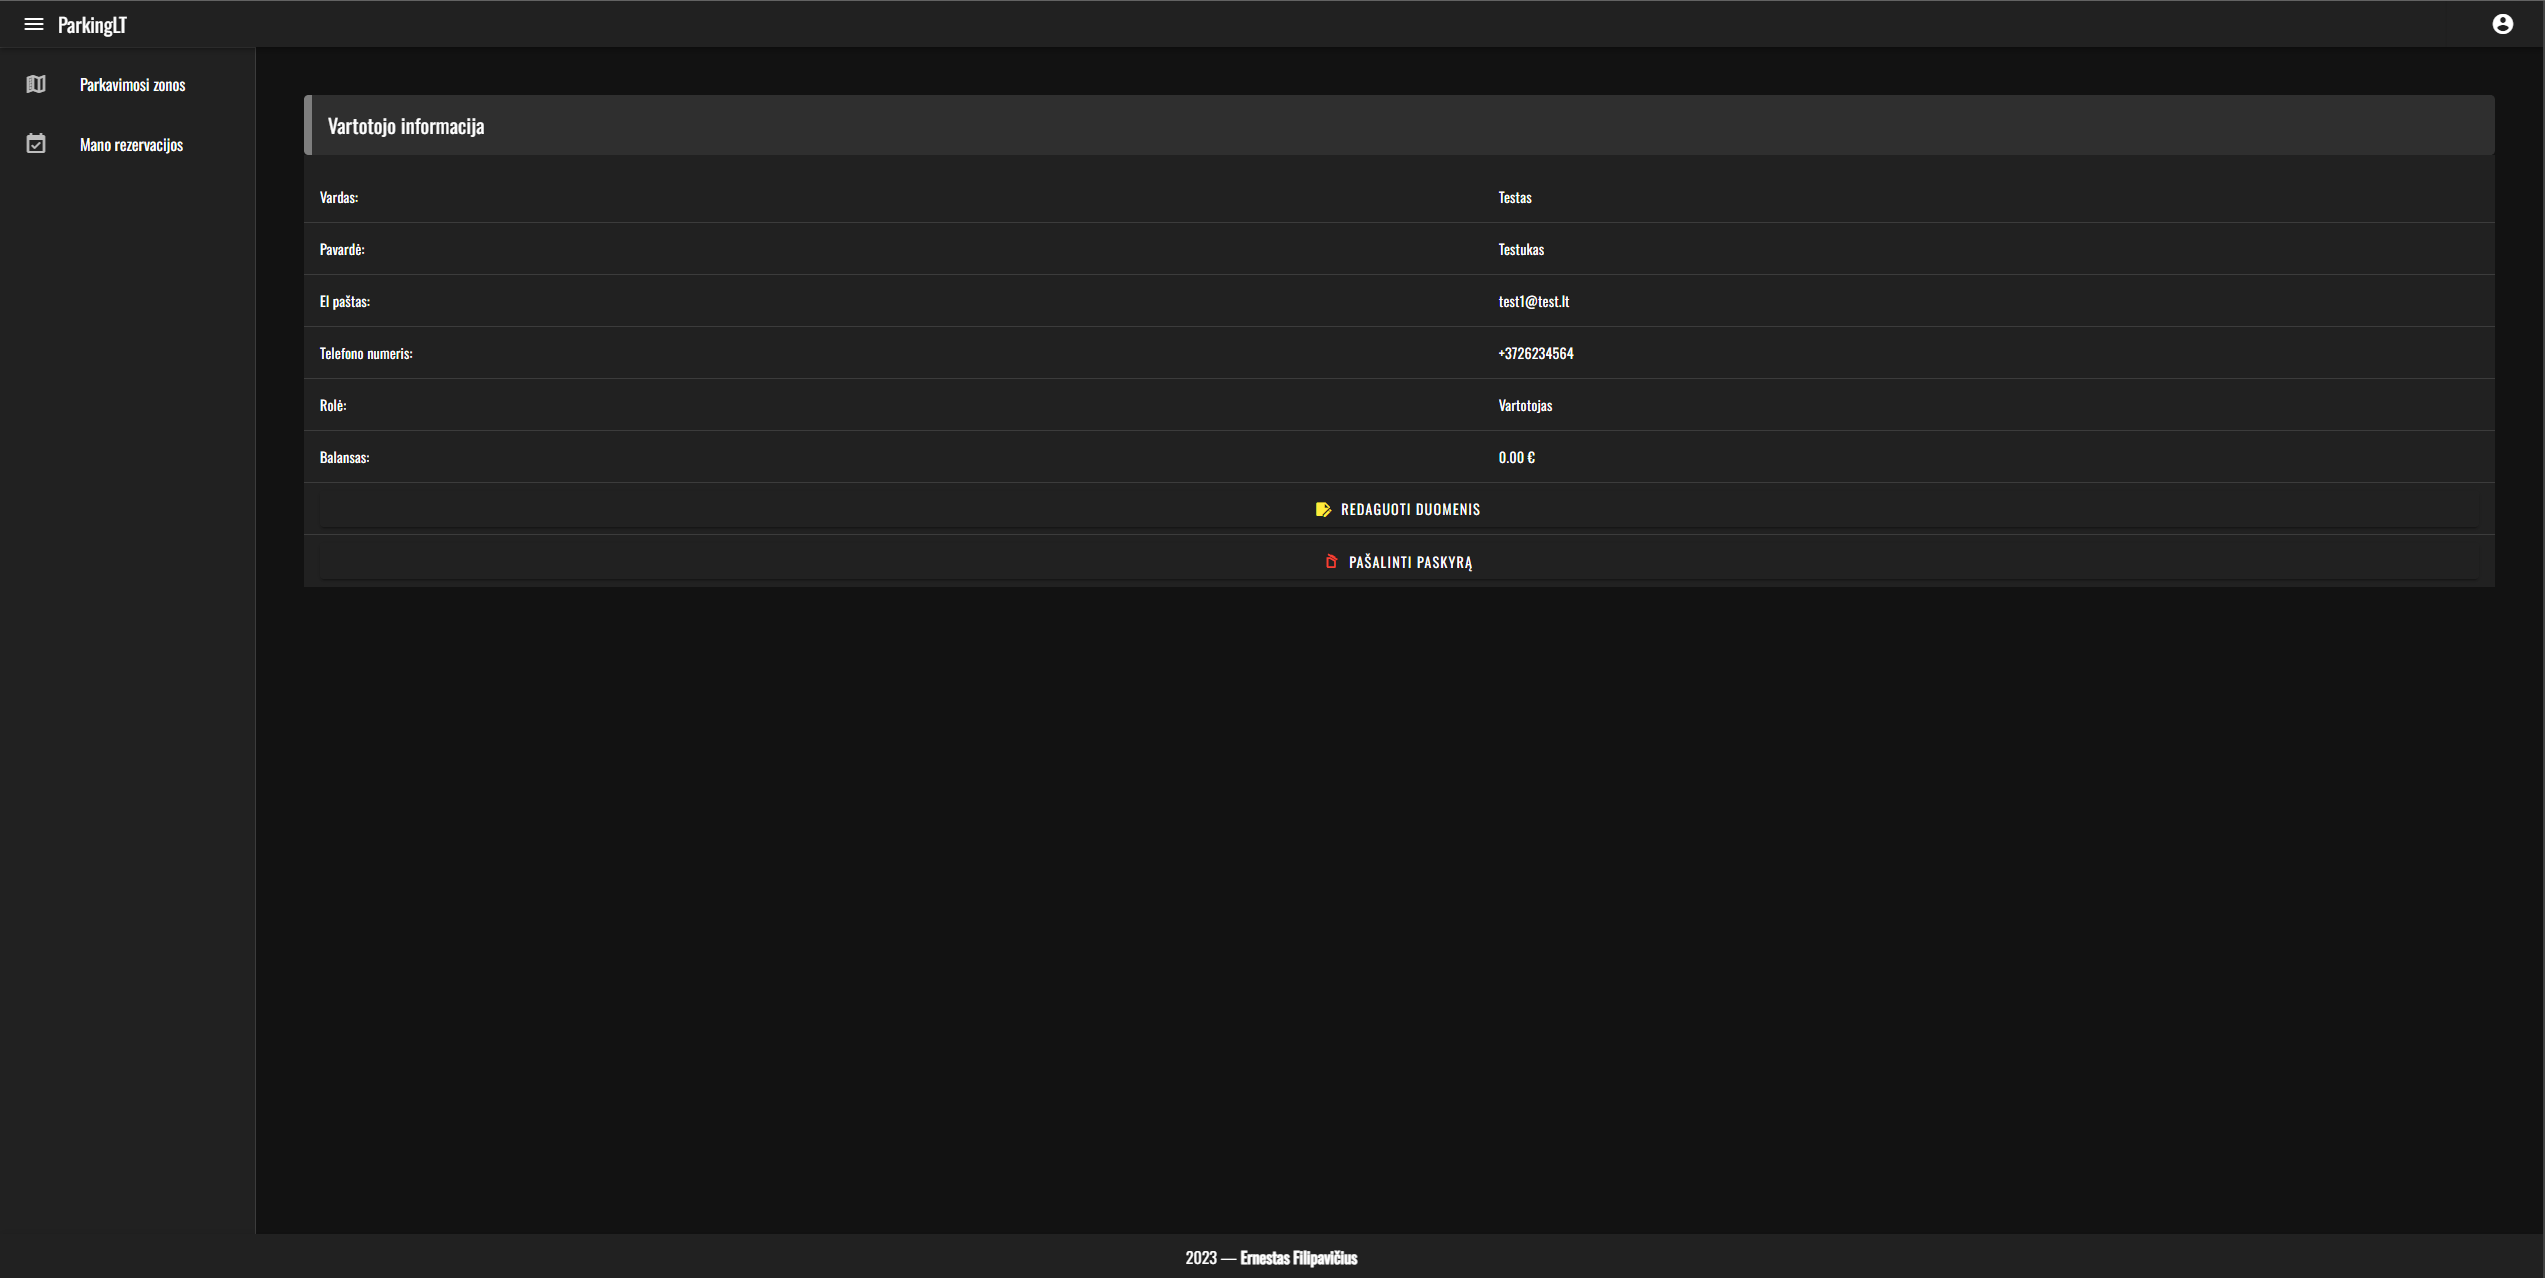 ParkingLT
Parkavimosi zonos
Mano rezervacijos
Vartotojo informacija
Vardas: Testas
Pavardė: Testukas
El paštas: test1@test.lt
Telefono numeris: +3726234564
Rolė: Vartotojas
Balansas: 0.00 €
REDAGUOTI DUOMENIS
PAŠALINTI PASKYRĄ
2023 — Ernestas Filipavičius